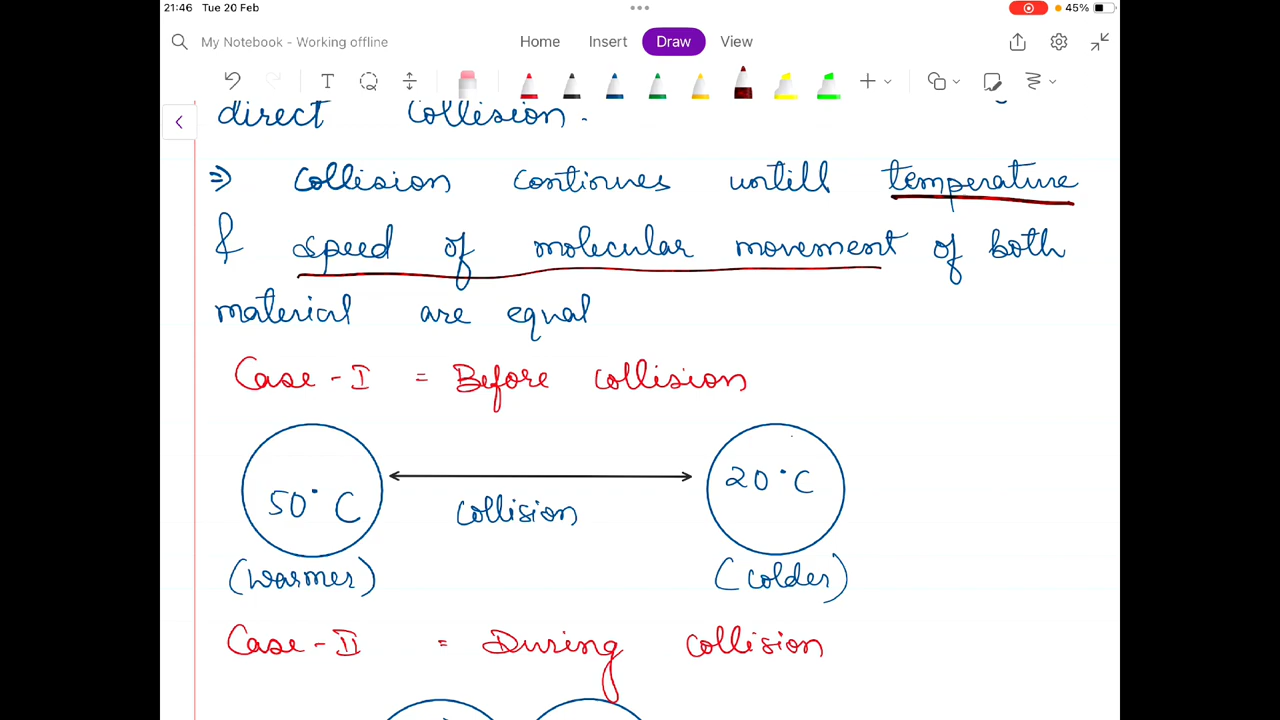 21:46 Tue 20 Feb
45%
My Notebook - Working offline
Home Insert Draw View
T
direct collision.
⇒ collision continues untill temperature
& speed of molecular movement of both
material are equal
Case - I = Before collision
50° C
20° C
collision
(warmer)
(colder)
Case - II = During collision